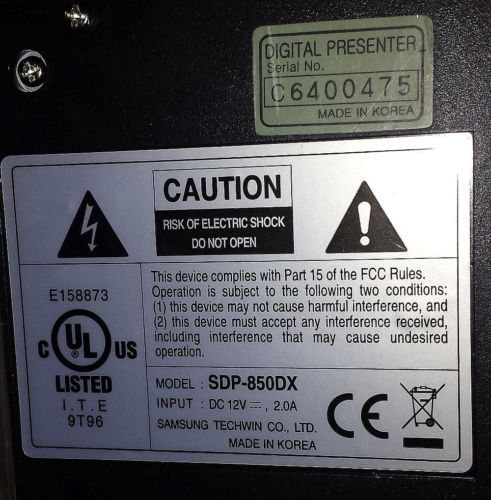 DIGITAL PRESENTER
Serial No.
C6400475
MADE IN KOREA
CAUTION
RISK OF ELECTRIC SHOCK
DO NOT OPEN
E158873
C UL US
LISTED
I.T.E
9T96
This device complies with Part 15 of the FCC Rules.
Operation is subject to the following two conditions:
(1) this device may not cause harmful interference, and
(2) this device must accept any interference received,
including interference that may cause undesired
operation.
MODEL : SDP-850DX
INPUT : DC 12V ⎓, 2.0A
SAMSUNG TECHWIN CO., LTD.
MADE IN KOREA
CE